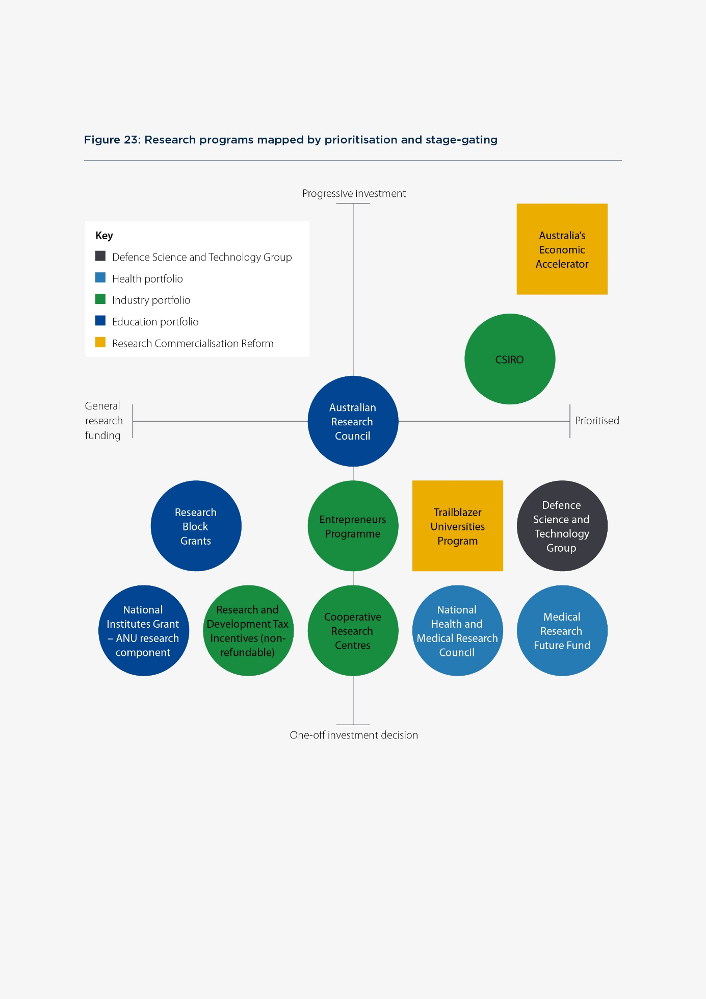 Figure 23: Research programs mapped by prioritisation and stage-gating
Progressive investment
Key
Defence Science and Technology Group
Health portfolio
Industry portfolio
Education portfolio
Research Commercialisation Reform
Australia’s
Economic
Accelerator
CSIRO
General
research
funding
Australian
Research
Council
Prioritised
Research
Block
Grants
Entrepreneurs
Programme
Trailblazer
Universities
Program
Defence
Science and
Technology
Group
National
Institutes Grant
– ANU research
component
Research and
Development Tax
Incentives (non-
refundable)
Cooperative
Research
Centres
National
Health and
Medical Research
Council
Medical
Research
Future Fund
One-off investment decision